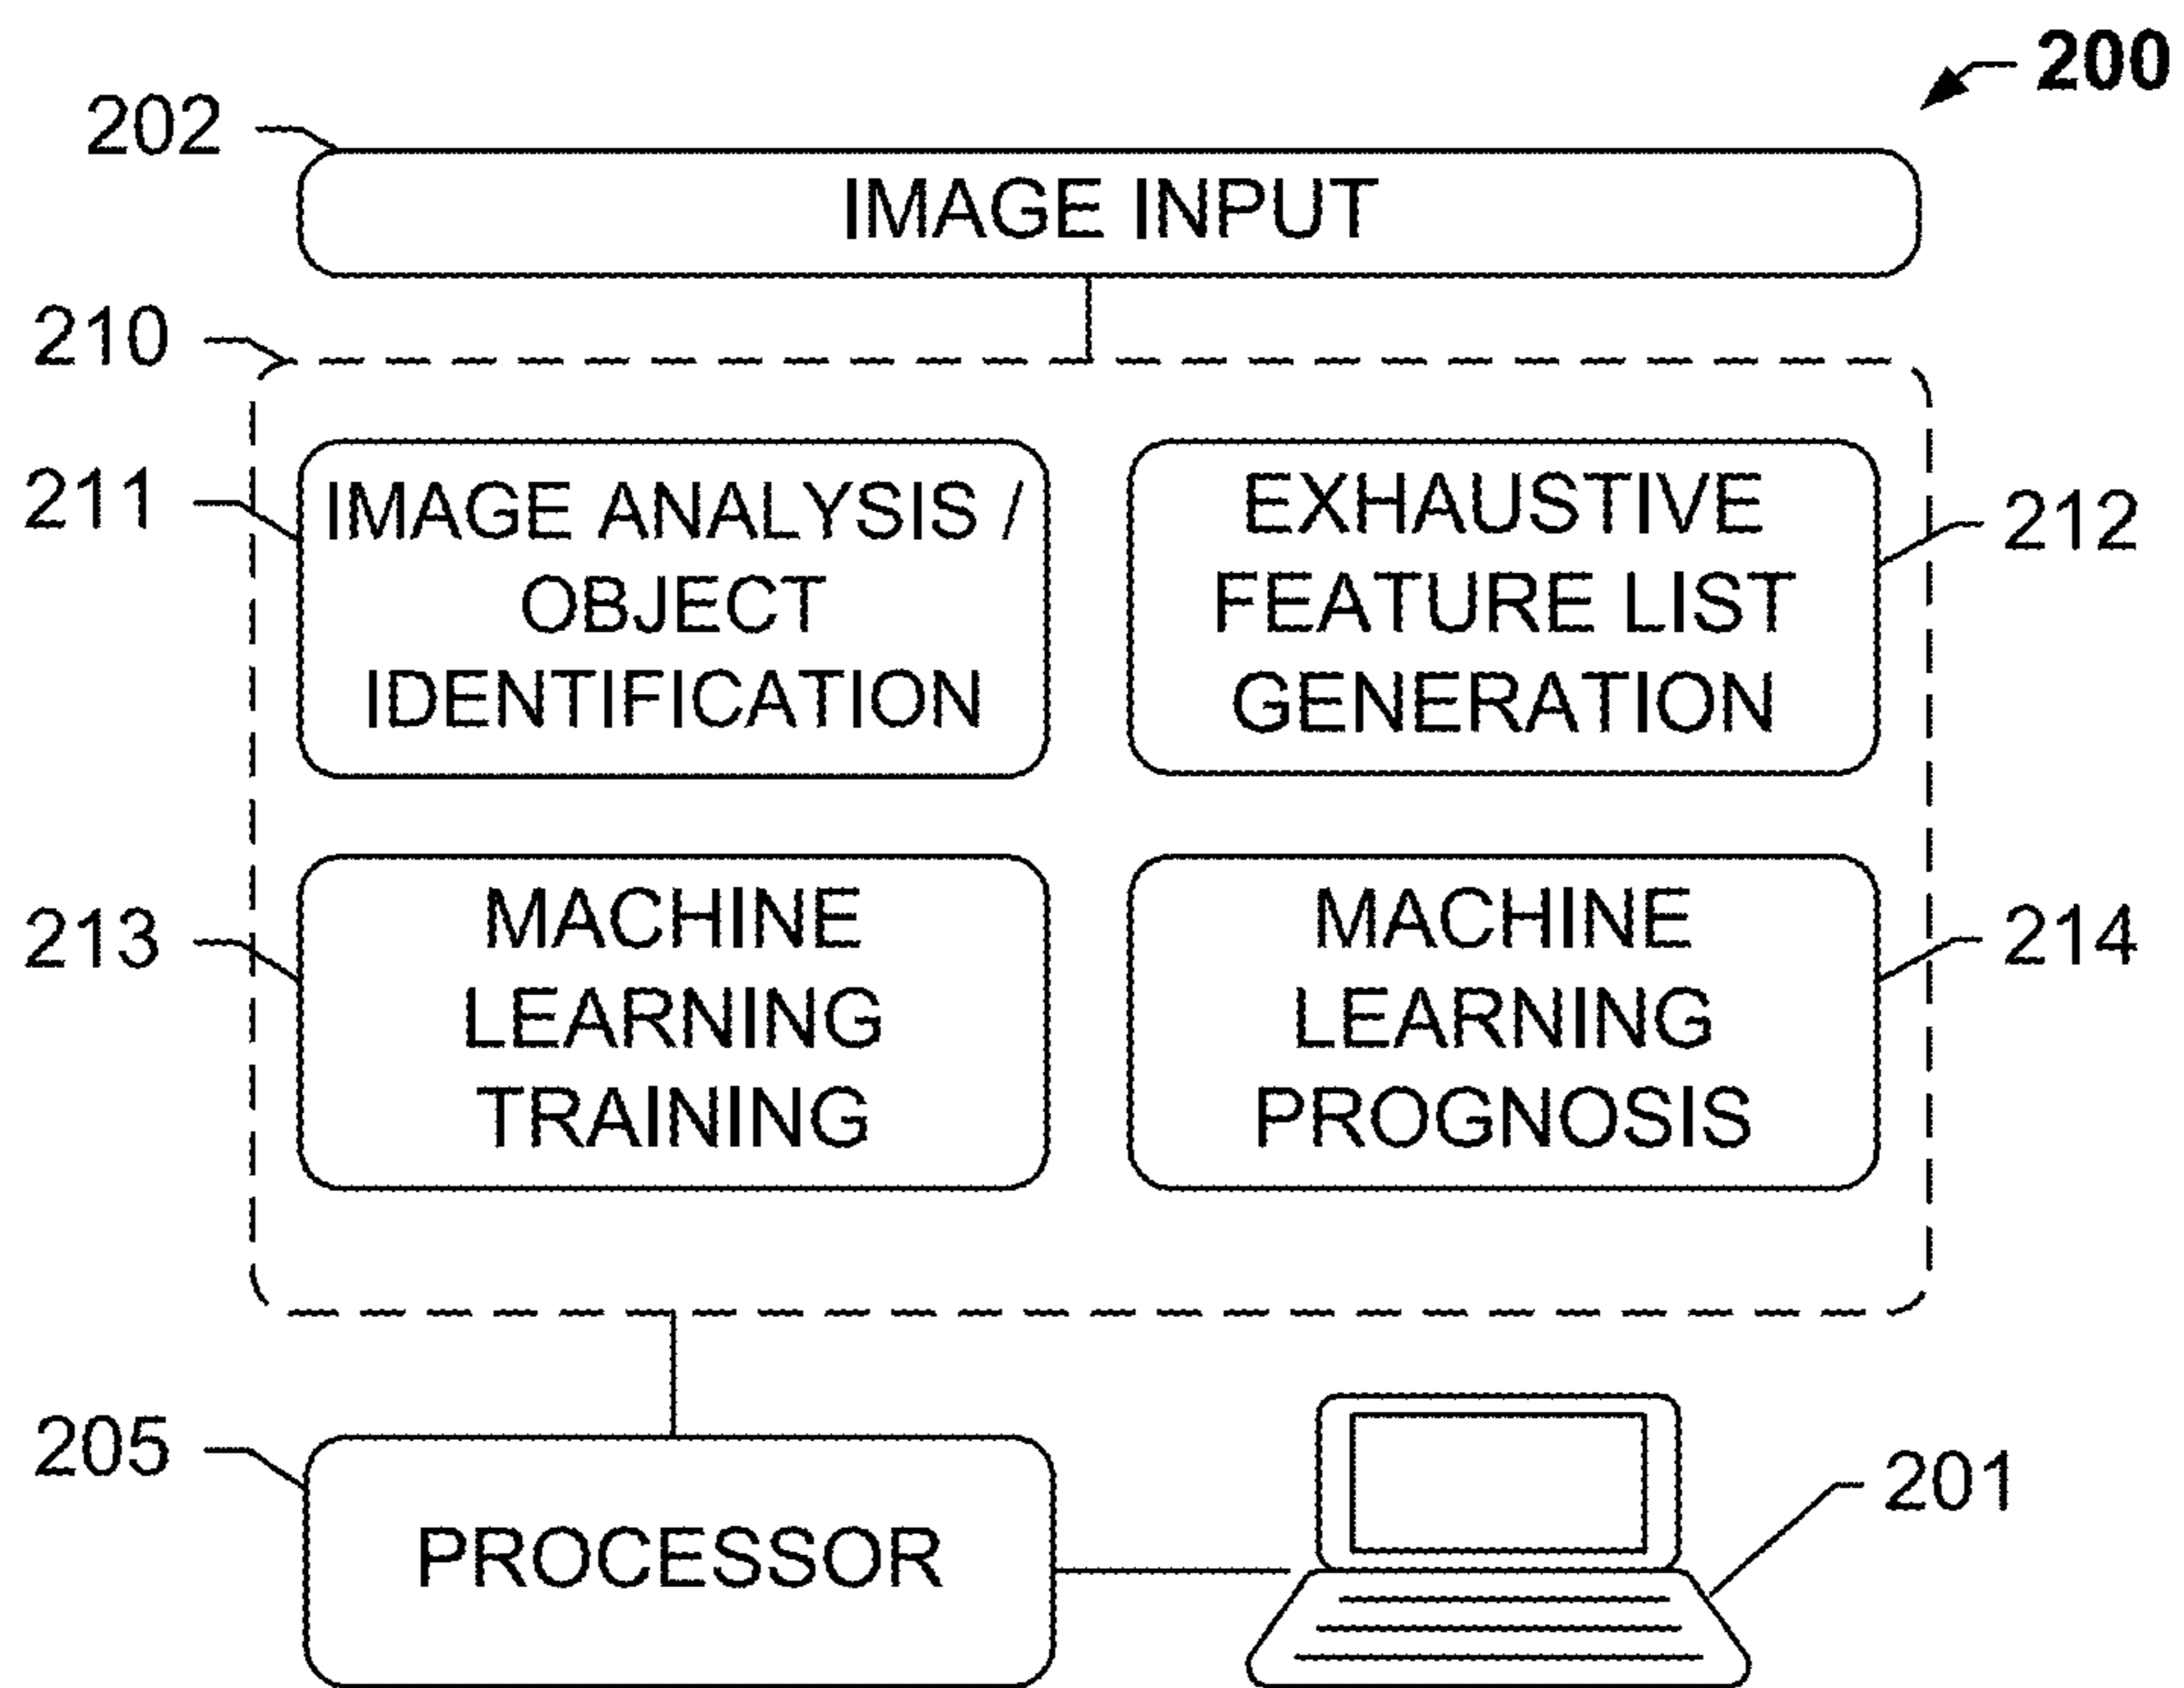 200
202
IMAGE INPUT
210
211
IMAGE ANALYSIS /
OBJECT
IDENTIFICATION
EXHAUSTIVE
FEATURE LIST
GENERATION
212
213
MACHINE
LEARNING
TRAINING
MACHINE
LEARNING
PROGNOSIS
214
205
PROCESSOR
201